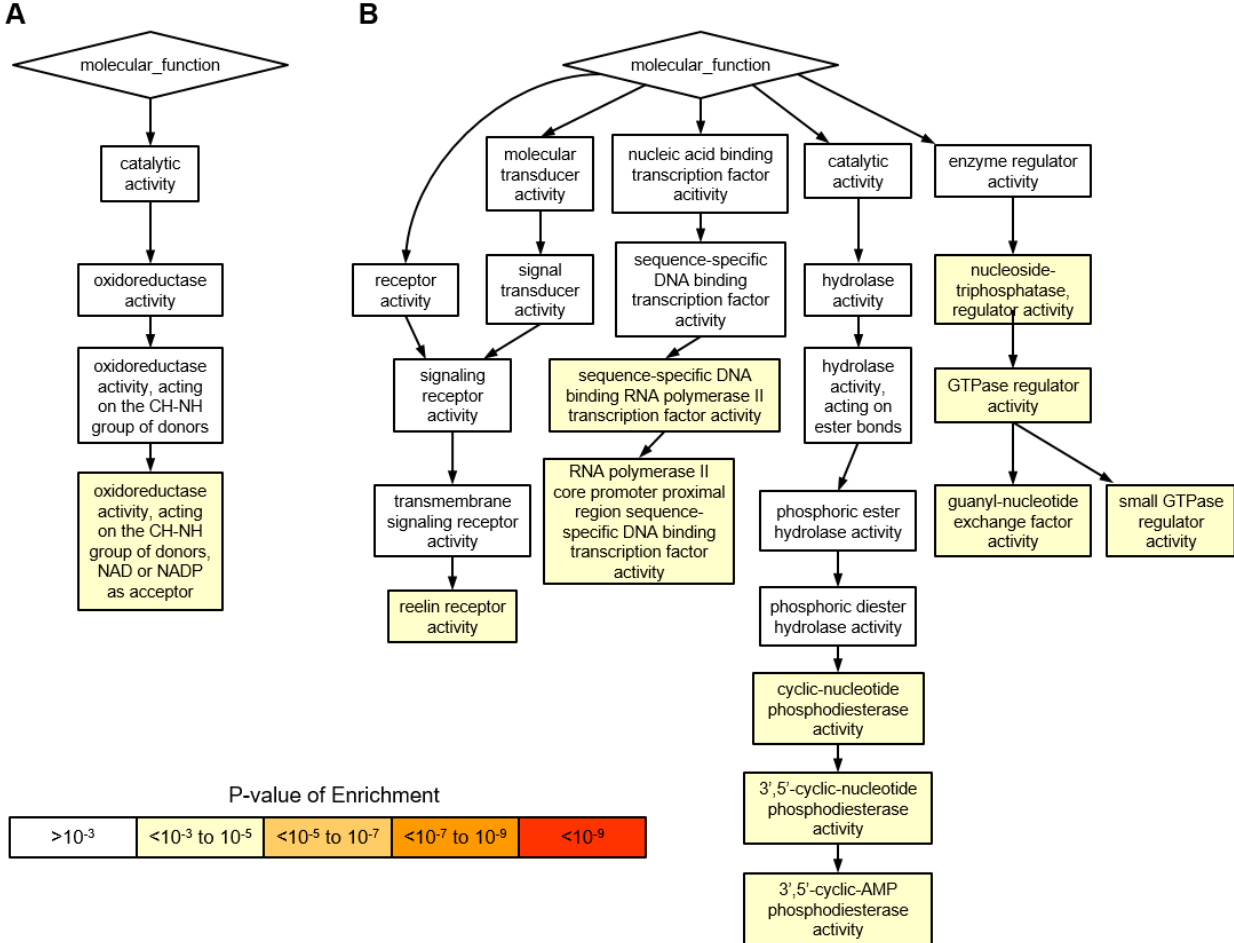 A
B
molecular_function
catalytic
activity
oxidoreductase
activity
oxidoreductase
activity, acting
on the CH-NH
group of donors
oxidoreductase
activity, acting
on the CH-NH
group of donors,
NAD or NADP
as acceptor
molecular_function
receptor
activity
molecular
transducer
activity
signal
transducer
activity
signaling
receptor
activity
transmembrane
signaling receptor
activity
reelin receptor
activity
nucleic acid binding
transcription factor
acitivity
sequence-specific
DNA binding
transcription factor
activity
sequence-specific DNA
binding RNA polymerase II
transcription factor activity
RNA polymerase II
core promoter proximal
region sequence-
specific DNA binding
transcription factor
activity
catalytic
activity
hydrolase
activity
hydrolase
activity,
acting on
ester bonds
phosphoric ester
hydrolase activity
phosphoric diester
hydrolase activity
cyclic-nucleotide
phosphodiesterase
activity
3',5'-cyclic-nucleotide
phosphodiesterase
activity
3',5'-cyclic-AMP
phosphodiesterase
activity
enzyme regulator
activity
nucleoside-
triphosphatase,
regulator activity
GTPase regulator
activity
guanyl-nucleotide
exchange factor
activity
small GTPase
regulator
activity
P-value of Enrichment
>10⁻³ <10⁻³ to 10⁻⁵ <10⁻⁵ to 10⁻⁷ <10⁻⁷ to 10⁻⁹ <10⁻⁹